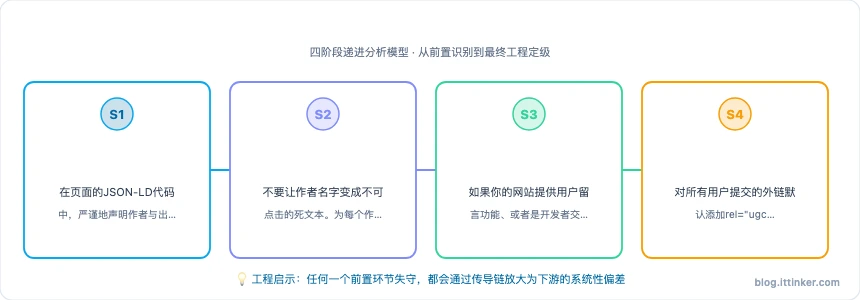 四阶段递进分析模型 · 从前置识别到最终工程定级
S1
在页面的JSON-LD代码
中，严谨地声明作者与出...
S2
不要让作者名字变成不可
点击的死文本。为每个作...
S3
如果你的网站提供用户留
言功能、或者是开发者交...
S4
对所有用户提交的外链默
认添加rel="ugc...
💡 工程启示：任何一个前置环节失守，都会通过传导链放大为下游的系统性偏差
blog.ittinker.com